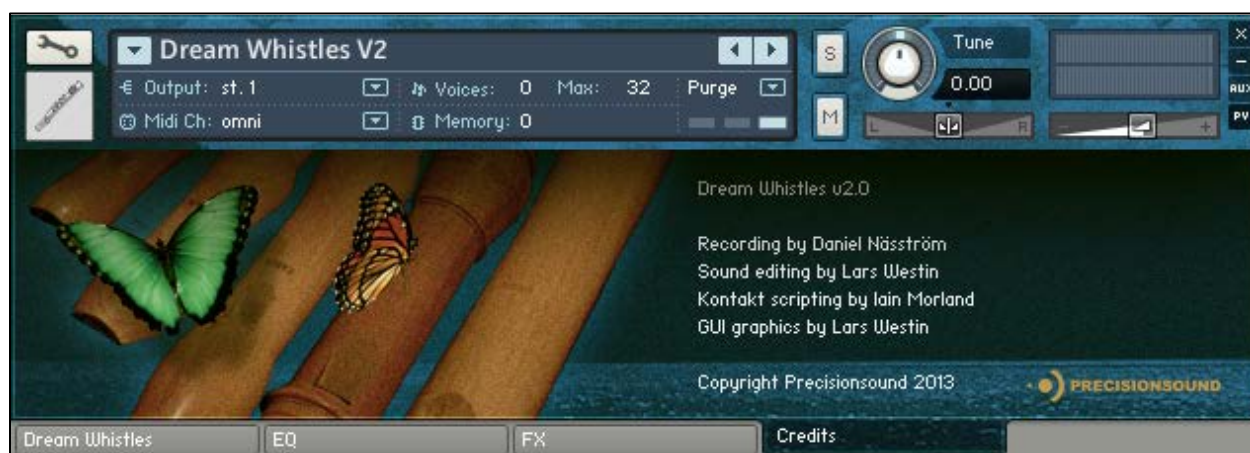 Dream Whistles V2
S
Tune
X
−
Output: st. 1
Voices: 0 Max: 32 Purge
0.00
AUX
Midi Ch: omni
Memory: 0
M
L R
- +
PV
Dream Whistles v2.0
Recording by Daniel Näsström
Sound editing by Lars Westin
Kontakt scripting by Iain Morland
GUI graphics by Lars Westin
Copyright Precisionsound 2013
PRECISIONSOUND
Dream Whistles
EQ
FX
Credits